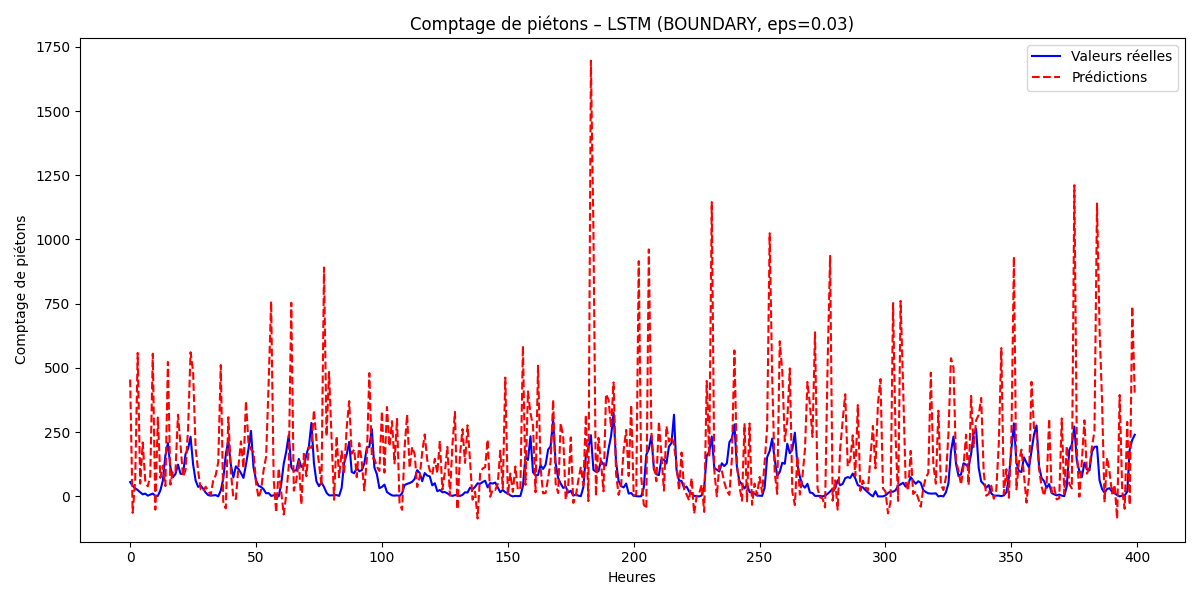 Comptage de piétons – LSTM (BOUNDARY, eps=0.03)
Valeurs réelles
Prédictions
Comptage de piétons
1750
1500
1250
1000
750
500
250
0
0 50 100 150 200 250 300 350 400
Heures